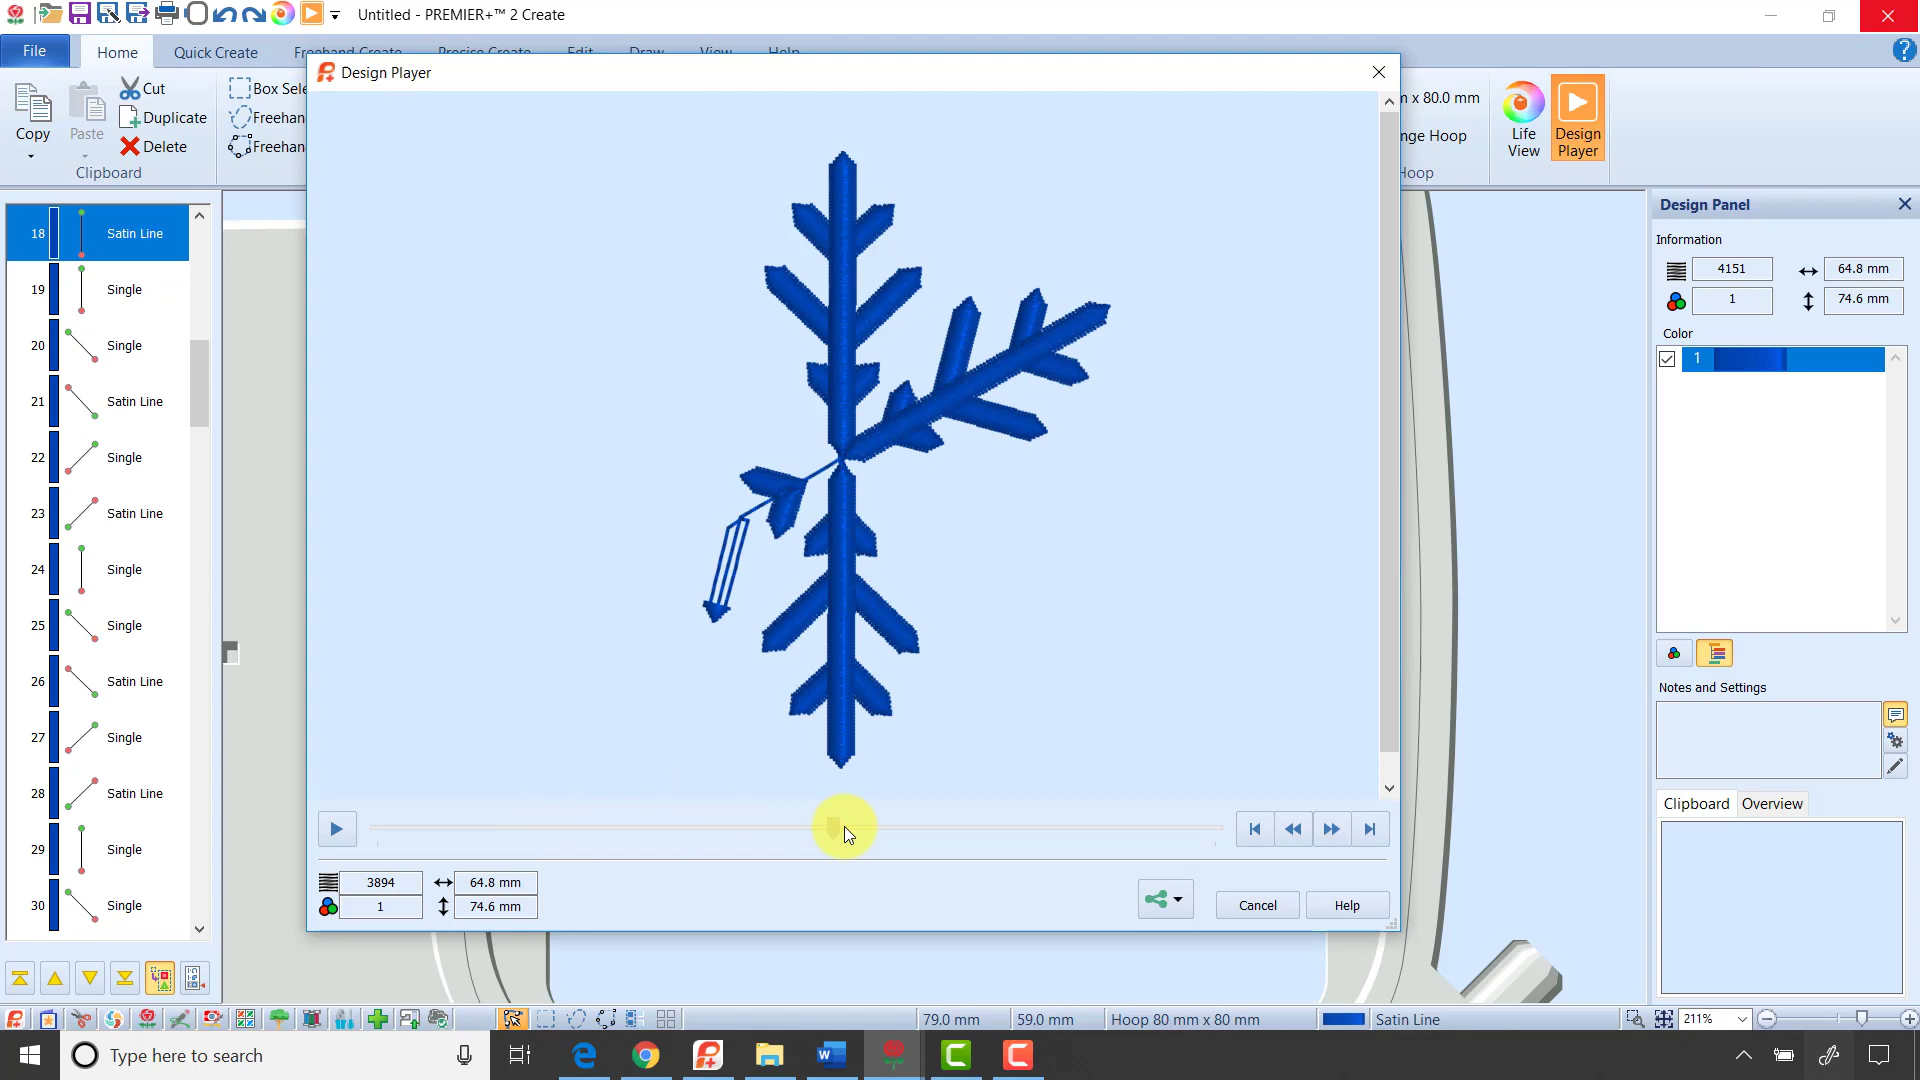 Untitled - PREMIER+™ 2 Create
File
Home
Quick Create
Freehand Create
Precise Create
Edit
Draw
View
Help
Design Player
Copy
Paste
Cut
Duplicate
Delete
Clipboard
Box Sele
Freehan
Freehan
m x 80.0 mm
nge Hoop
Hoop
Life View
Design Player
18 Satin Line
19 Single
20 Single
21 Satin Line
22 Single
23 Satin Line
24 Single
25 Single
26 Satin Line
27 Single
28 Satin Line
29 Single
30 Single
3894
64.8 mm
1
74.6 mm
Cancel
Help
Design Panel
Information
4151
64.8 mm
1
74.6 mm
Color
1
Notes and Settings
Clipboard
Overview
79.0 mm
59.0 mm
Hoop 80 mm x 80 mm
Satin Line
211%
Type here to search